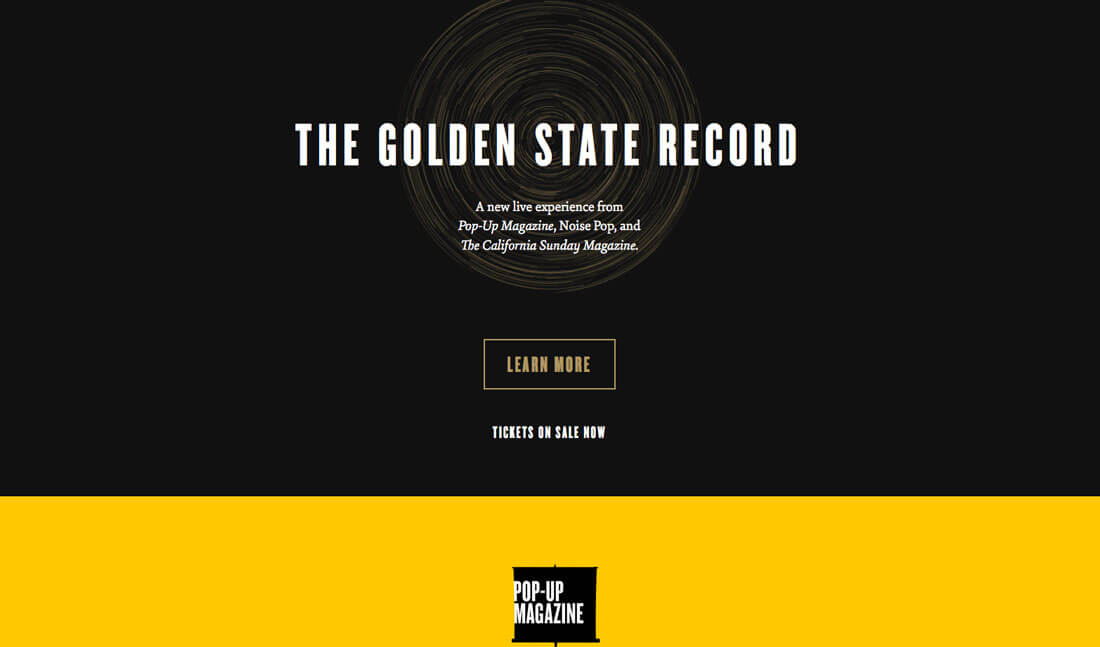 THE GOLDEN STATE RECORD
A new live experience from
Pop-Up Magazine, Noise Pop, and
The California Sunday Magazine.
LEARN MORE
TICKETS ON SALE NOW
POP-UP
MAGAZINE